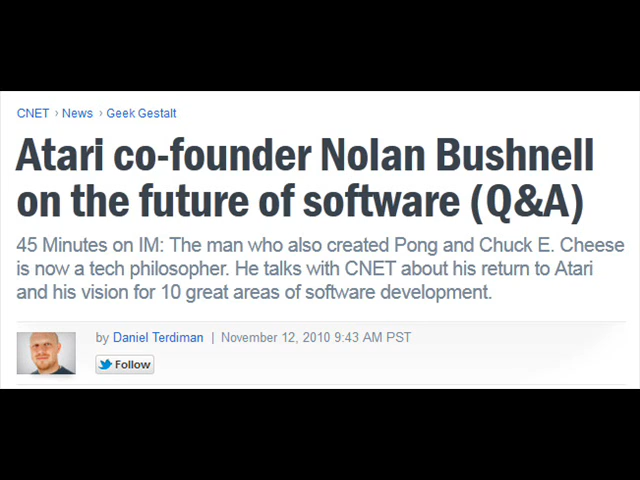 CNET › News › Geek Gestalt
Atari co-founder Nolan Bushnell
on the future of software (Q&A)
45 Minutes on IM: The man who also created Pong and Chuck E. Cheese
is now a tech philosopher. He talks with CNET about his return to Atari
and his vision for 10 great areas of software development.
by Daniel Terdiman | November 12, 2010 9:43 AM PST
Follow